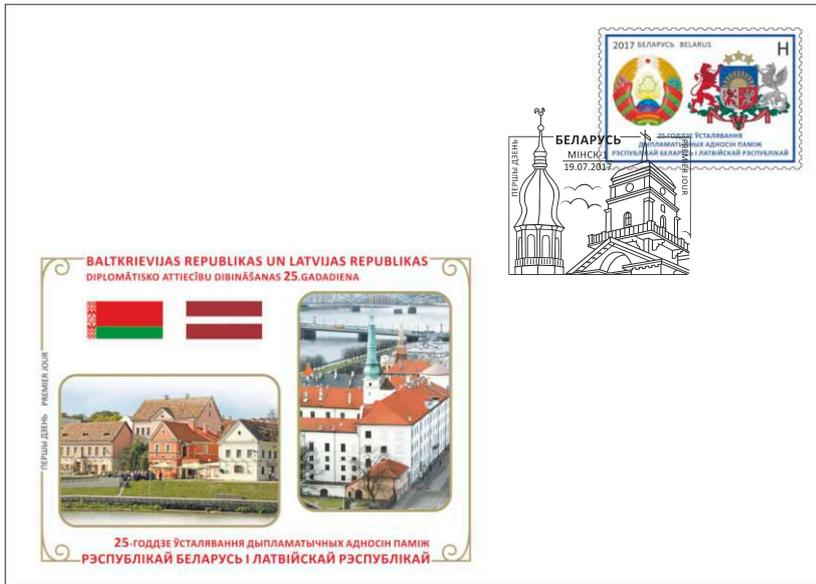 2017 БЕЛАРУСЬ BELARUS H
25-ГОДДЗЕ ЎСТАЛЯВАННЯ
ДЫПЛАМАТЫЧНЫХ АДНОСІН ПАМІЖ
РЭСПУБЛІКАЙ БЕЛАРУСЬ І ЛАТВІЙСКАЙ РЭСПУБЛІКАЙ
ПЕРШЫ ДЗЕНЬ
БЕЛАРУСЬ
МІНСК-1
19.07.2017
PREMIER JOUR
BALTKRIEVIJAS REPUBLIKAS UN LATVIJAS REPUBLIKAS
DIPLOMĀTISKO ATTIECĪBU DIBINĀŠANAS 25.GADADIENA
ПЕРШЫ ДЗЕНЬ PREMIER JOUR
25-ГОДДЗЕ ЎСТАЛЯВАННЯ ДЫПЛАМАТЫЧНЫХ АДНОСІН ПАМІЖ
РЭСПУБЛІКАЙ БЕЛАРУСЬ І ЛАТВІЙСКАЙ РЭСПУБЛІКАЙ